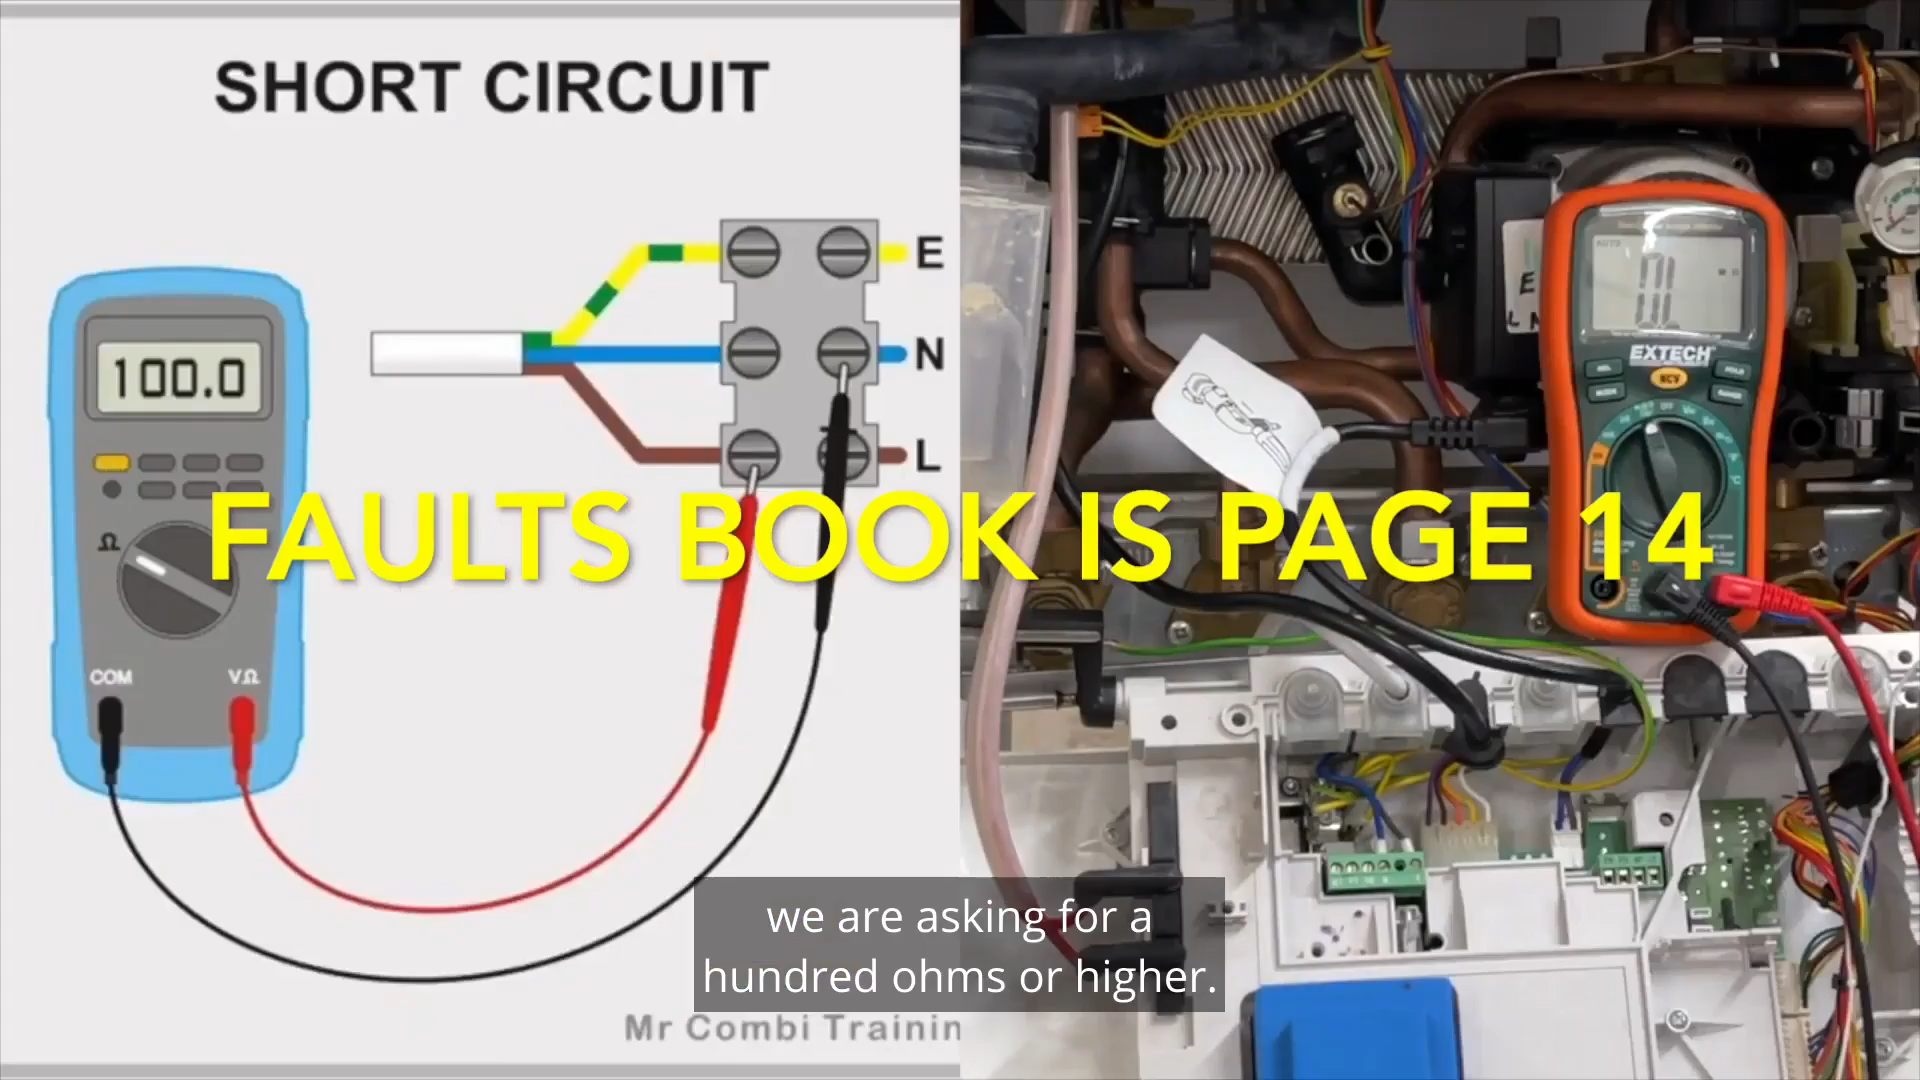 SHORT CIRCUIT
E
N
L
100.0
Ω
COM
VΩ
EXTECH
FAULTS BOOK IS PAGE 14
we are asking for a
hundred ohms or higher.
Mr Combi Trainin